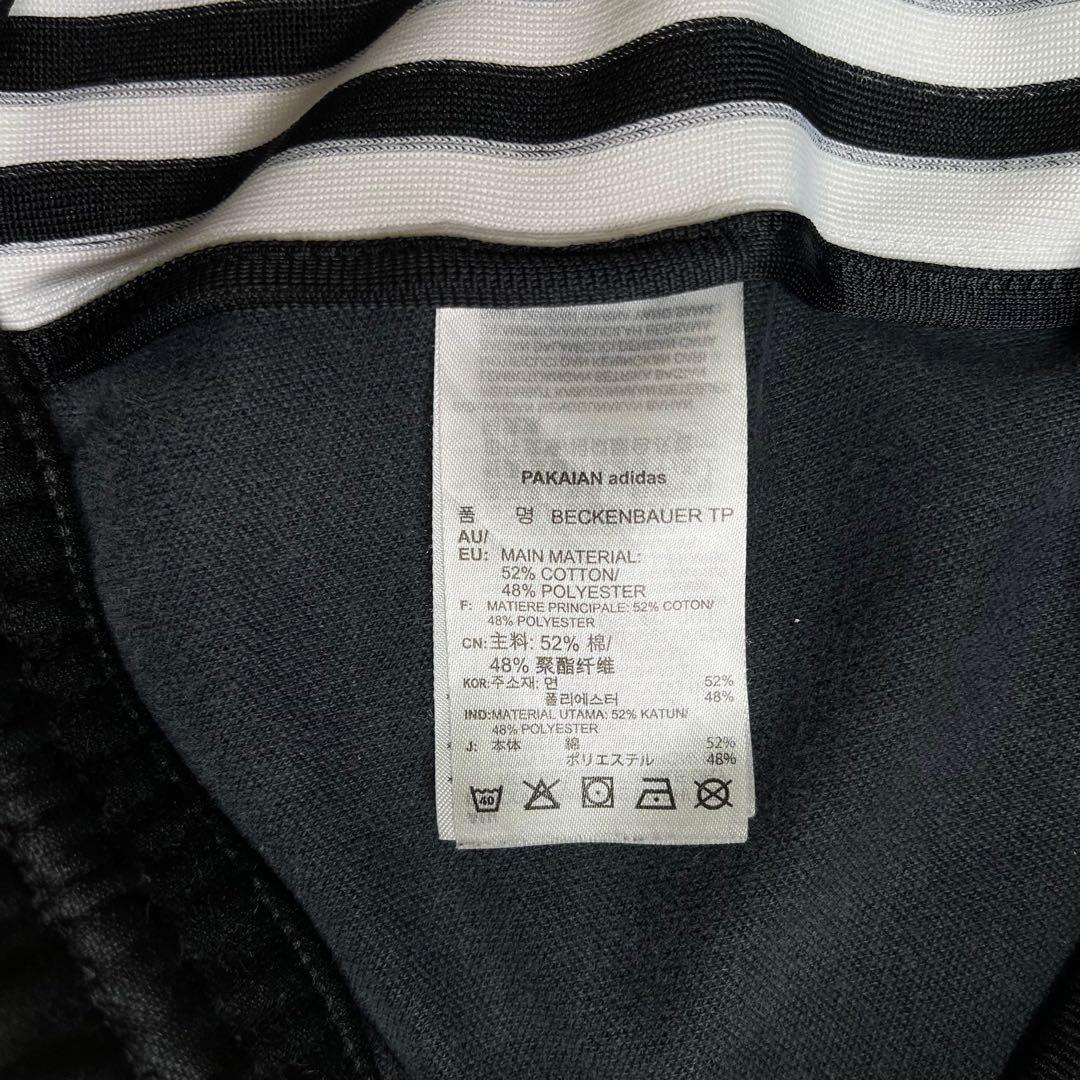 PAKAIAN adidas
품 명 BECKENBAUER TP
AU/
EU: MAIN MATERIAL:
52% COTTON/
48% POLYESTER
F: MATIERE PRINCIPALE: 52% COTON/
48% POLYESTER
CN: 主料: 52% 棉/
48% 聚酯纤维
KOR: 주소재: 면 52%
폴리에스터 48%
IND: MATERIAL UTAMA: 52% KATUN/
48% POLYESTER
J: 本体 綿 52%
ポリエステル 48%
40